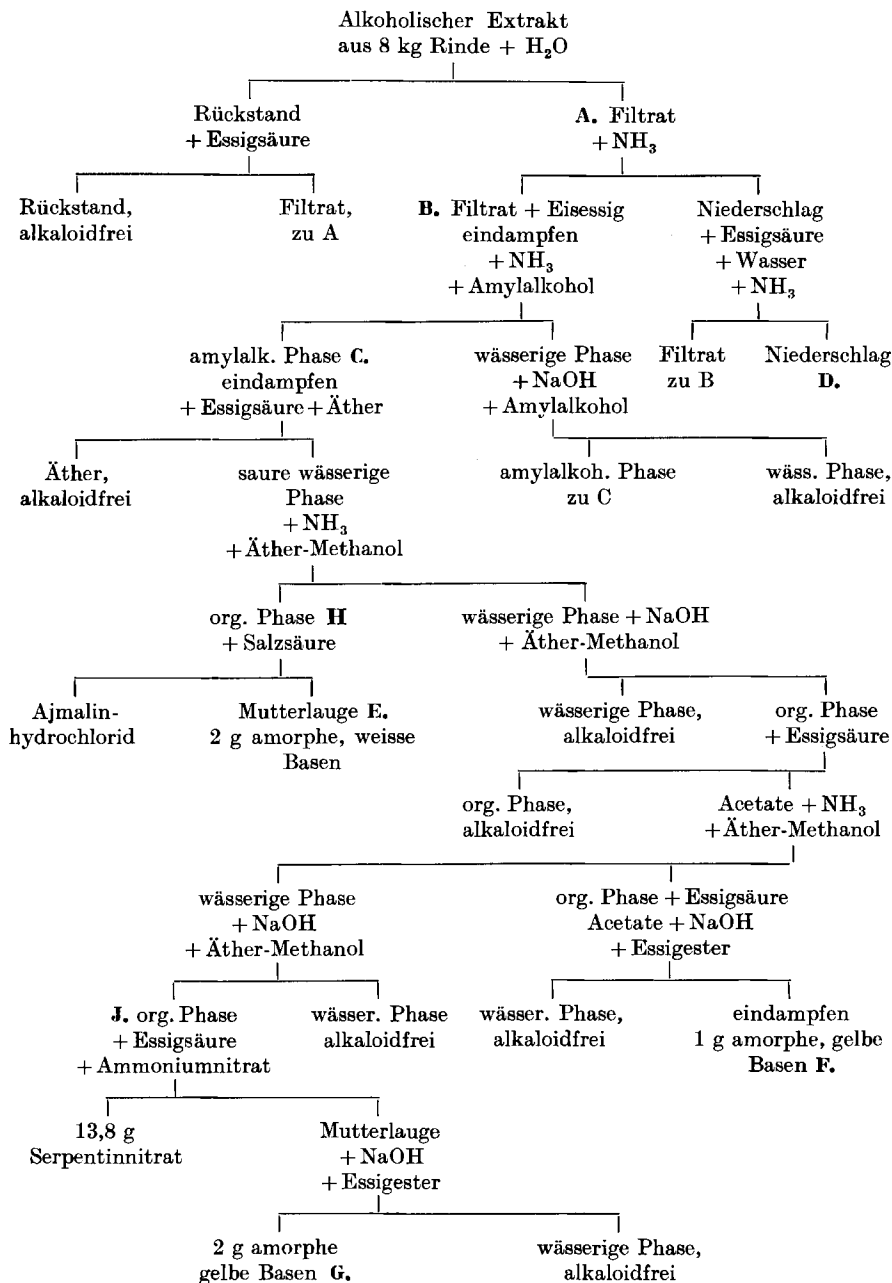 Alkoholischer Extrakt
aus 8 kg Rinde + H₂O
Rückstand
+ Essigsäure
A. Filtrat
+ NH₃
Rückstand,
alkaloidfrei
Filtrat,
zu A
B. Filtrat + Eisessig
eindampfen
+ NH₃
+ Amylalkohol
Niederschlag
+ Essigsäure
+ Wasser
+ NH₃
amylalk. Phase C.
eindampfen
+ Essigsäure + Äther
wässerige Phase
+ NaOH
+ Amylalkohol
Filtrat
zu B
Niederschlag
D.
Äther,
alkaloidfrei
saure wässerige
Phase
+ NH₃
+ Äther-Methanol
amylalkoh. Phase
zu C
wäss. Phase,
alkaloidfrei
org. Phase H
+ Salzsäure
wässerige Phase + NaOH
+ Äther-Methanol
Ajmalin-
hydrochlorid
Mutterlauge E.
2 g amorphe, weisse
Basen
wässerige Phase,
alkaloidfrei
org. Phase
+ Essigsäure
org. Phase,
alkaloidfrei
Acetate + NH₃
+ Äther-Methanol
wässerige Phase
+ NaOH
+ Äther-Methanol
org. Phase + Essigsäure
Acetate + NaOH
+ Essigester
J. org. Phase
+ Essigsäure
+ Ammoniumnitrat
wässer. Phase
alkaloidfrei
wässer. Phase,
alkaloidfrei
eindampfen
1 g amorphe, gelbe
Basen F.
13,8 g
Serpentinnitrat
Mutterlauge
+ NaOH
+ Essigester
2 g amorphe
gelbe Basen G.
wässerige Phase,
alkaloidfrei